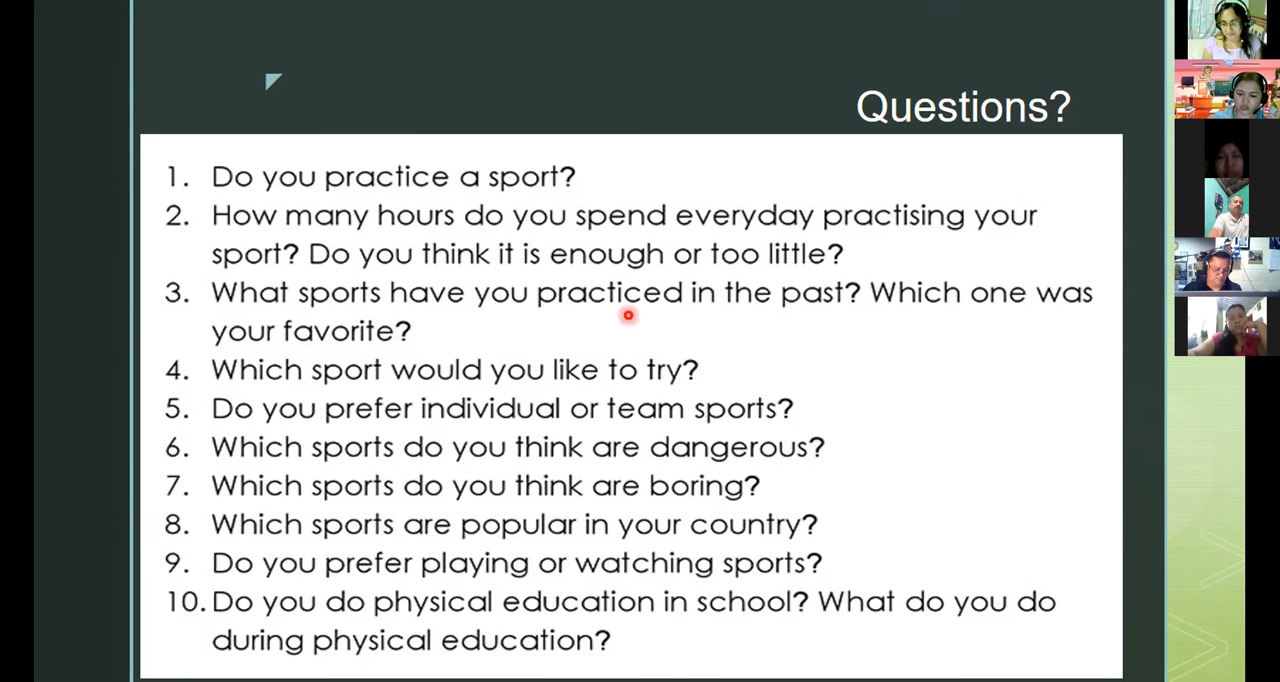 Questions?
1. Do you practice a sport?
2. How many hours do you spend everyday practising your
sport? Do you think it is enough or too little?
3. What sports have you practiced in the past? Which one was
your favorite?
4. Which sport would you like to try?
5. Do you prefer individual or team sports?
6. Which sports do you think are dangerous?
7. Which sports do you think are boring?
8. Which sports are popular in your country?
9. Do you prefer playing or watching sports?
10. Do you do physical education in school? What do you do
during physical education?